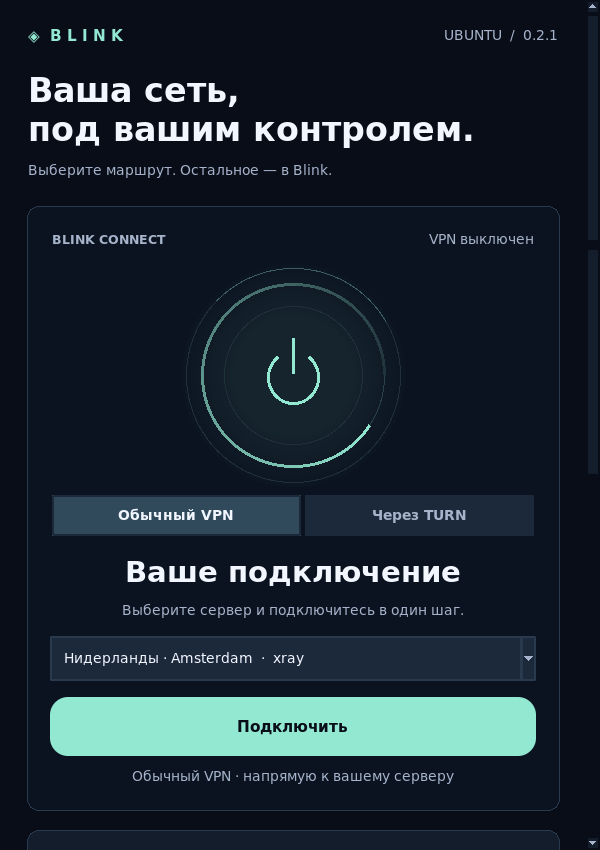 ◈ BLINK
UBUNTU / 0.2.1
Ваша сеть,
под вашим контролем.
Выберите маршрут. Остальное — в Blink.
BLINK CONNECT
VPN выключен
Обычный VPN
Через TURN
Ваше подключение
Выберите сервер и подключитесь в один шаг.
Нидерланды · Amsterdam · xray
Подключить
Обычный VPN · напрямую к вашему серверу